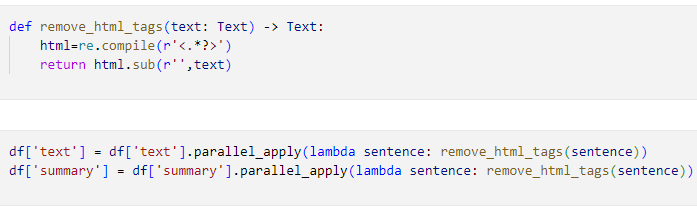 def remove_html_tags(text: Text) -> Text:
    html=re.compile(r'<.*?>')
    return html.sub(r'',text)
df['text'] = df['text'].parallel_apply(lambda sentence: remove_html_tags(sentence))
df['summary'] = df['summary'].parallel_apply(lambda sentence: remove_html_tags(sentence))